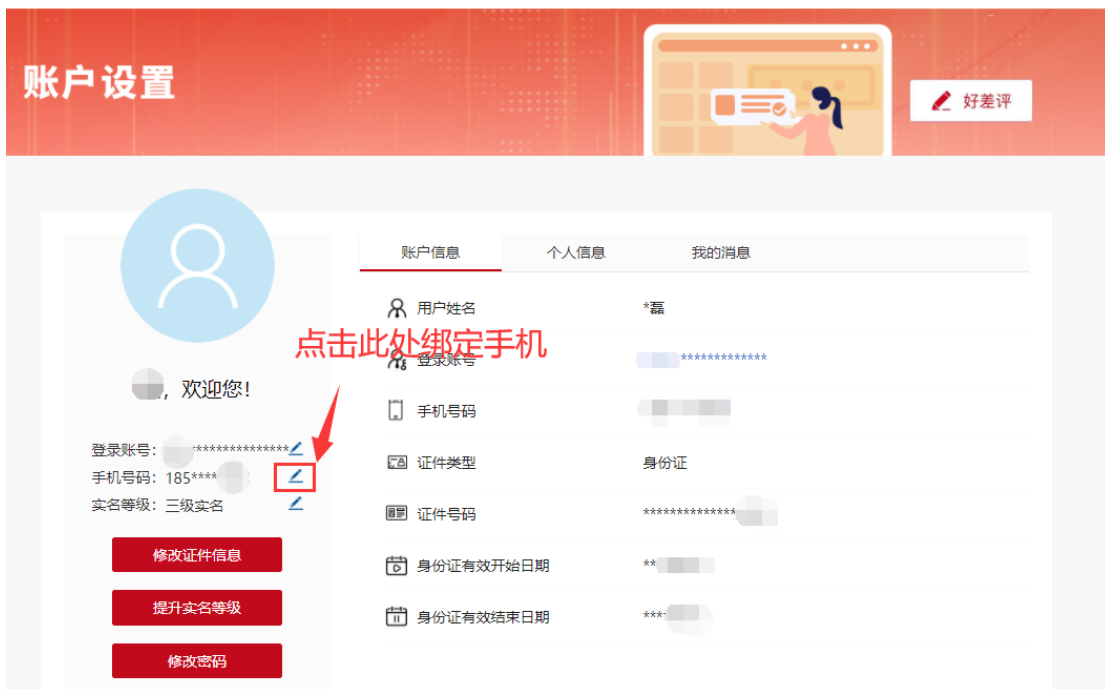 账户设置
好差评
账户信息 个人信息 我的消息
用户姓名 *磊
点击此处绑定手机
登录账号 *************
手机号码
证件类型 身份证
证件号码 **************
身份证有效开始日期 **
身份证有效结束日期 ***
，欢迎您！
登录账号： **************
手机号码：185****
实名等级：三级实名
修改证件信息
提升实名等级
修改密码